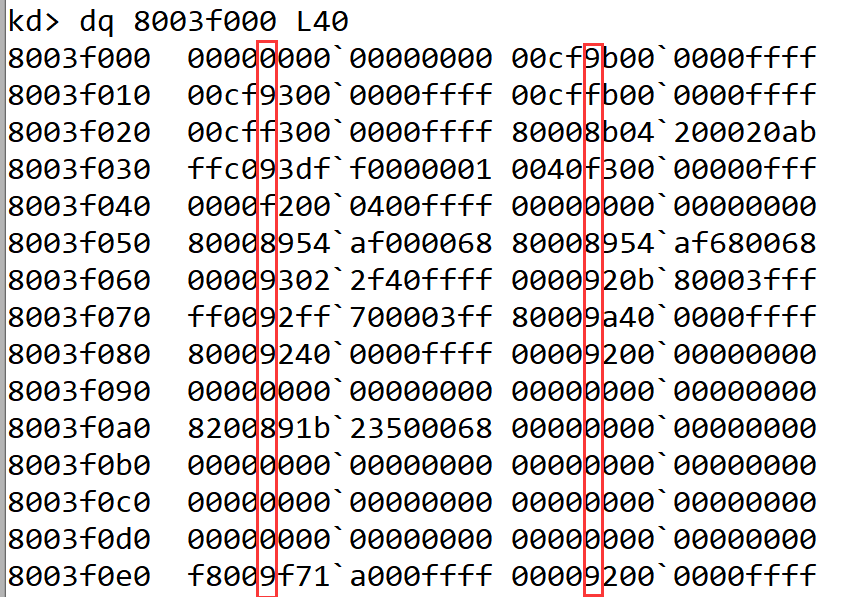 kd> dq 8003f000 L40
8003f000  00000000`00000000 00cf9b00`0000ffff
8003f010  00cf9300`0000ffff 00cffb00`0000ffff
8003f020  00cff300`0000ffff 80008b04`200020ab
8003f030  ffc093df`f0000001 0040f300`00000fff
8003f040  0000f200`0400ffff 00000000`00000000
8003f050  80008954`af000068 80008954`af680068
8003f060  00009302`2f40ffff 0000920b`80003fff
8003f070  ff0092ff`700003ff 80009a40`0000ffff
8003f080  80009240`0000ffff 00009200`00000000
8003f090  00000000`00000000 00000000`00000000
8003f0a0  8200891b`23500068 00000000`00000000
8003f0b0  00000000`00000000 00000000`00000000
8003f0c0  00000000`00000000 00000000`00000000
8003f0d0  00000000`00000000 00000000`00000000
8003f0e0  f8009f71`a000ffff 00009200`0000ffff